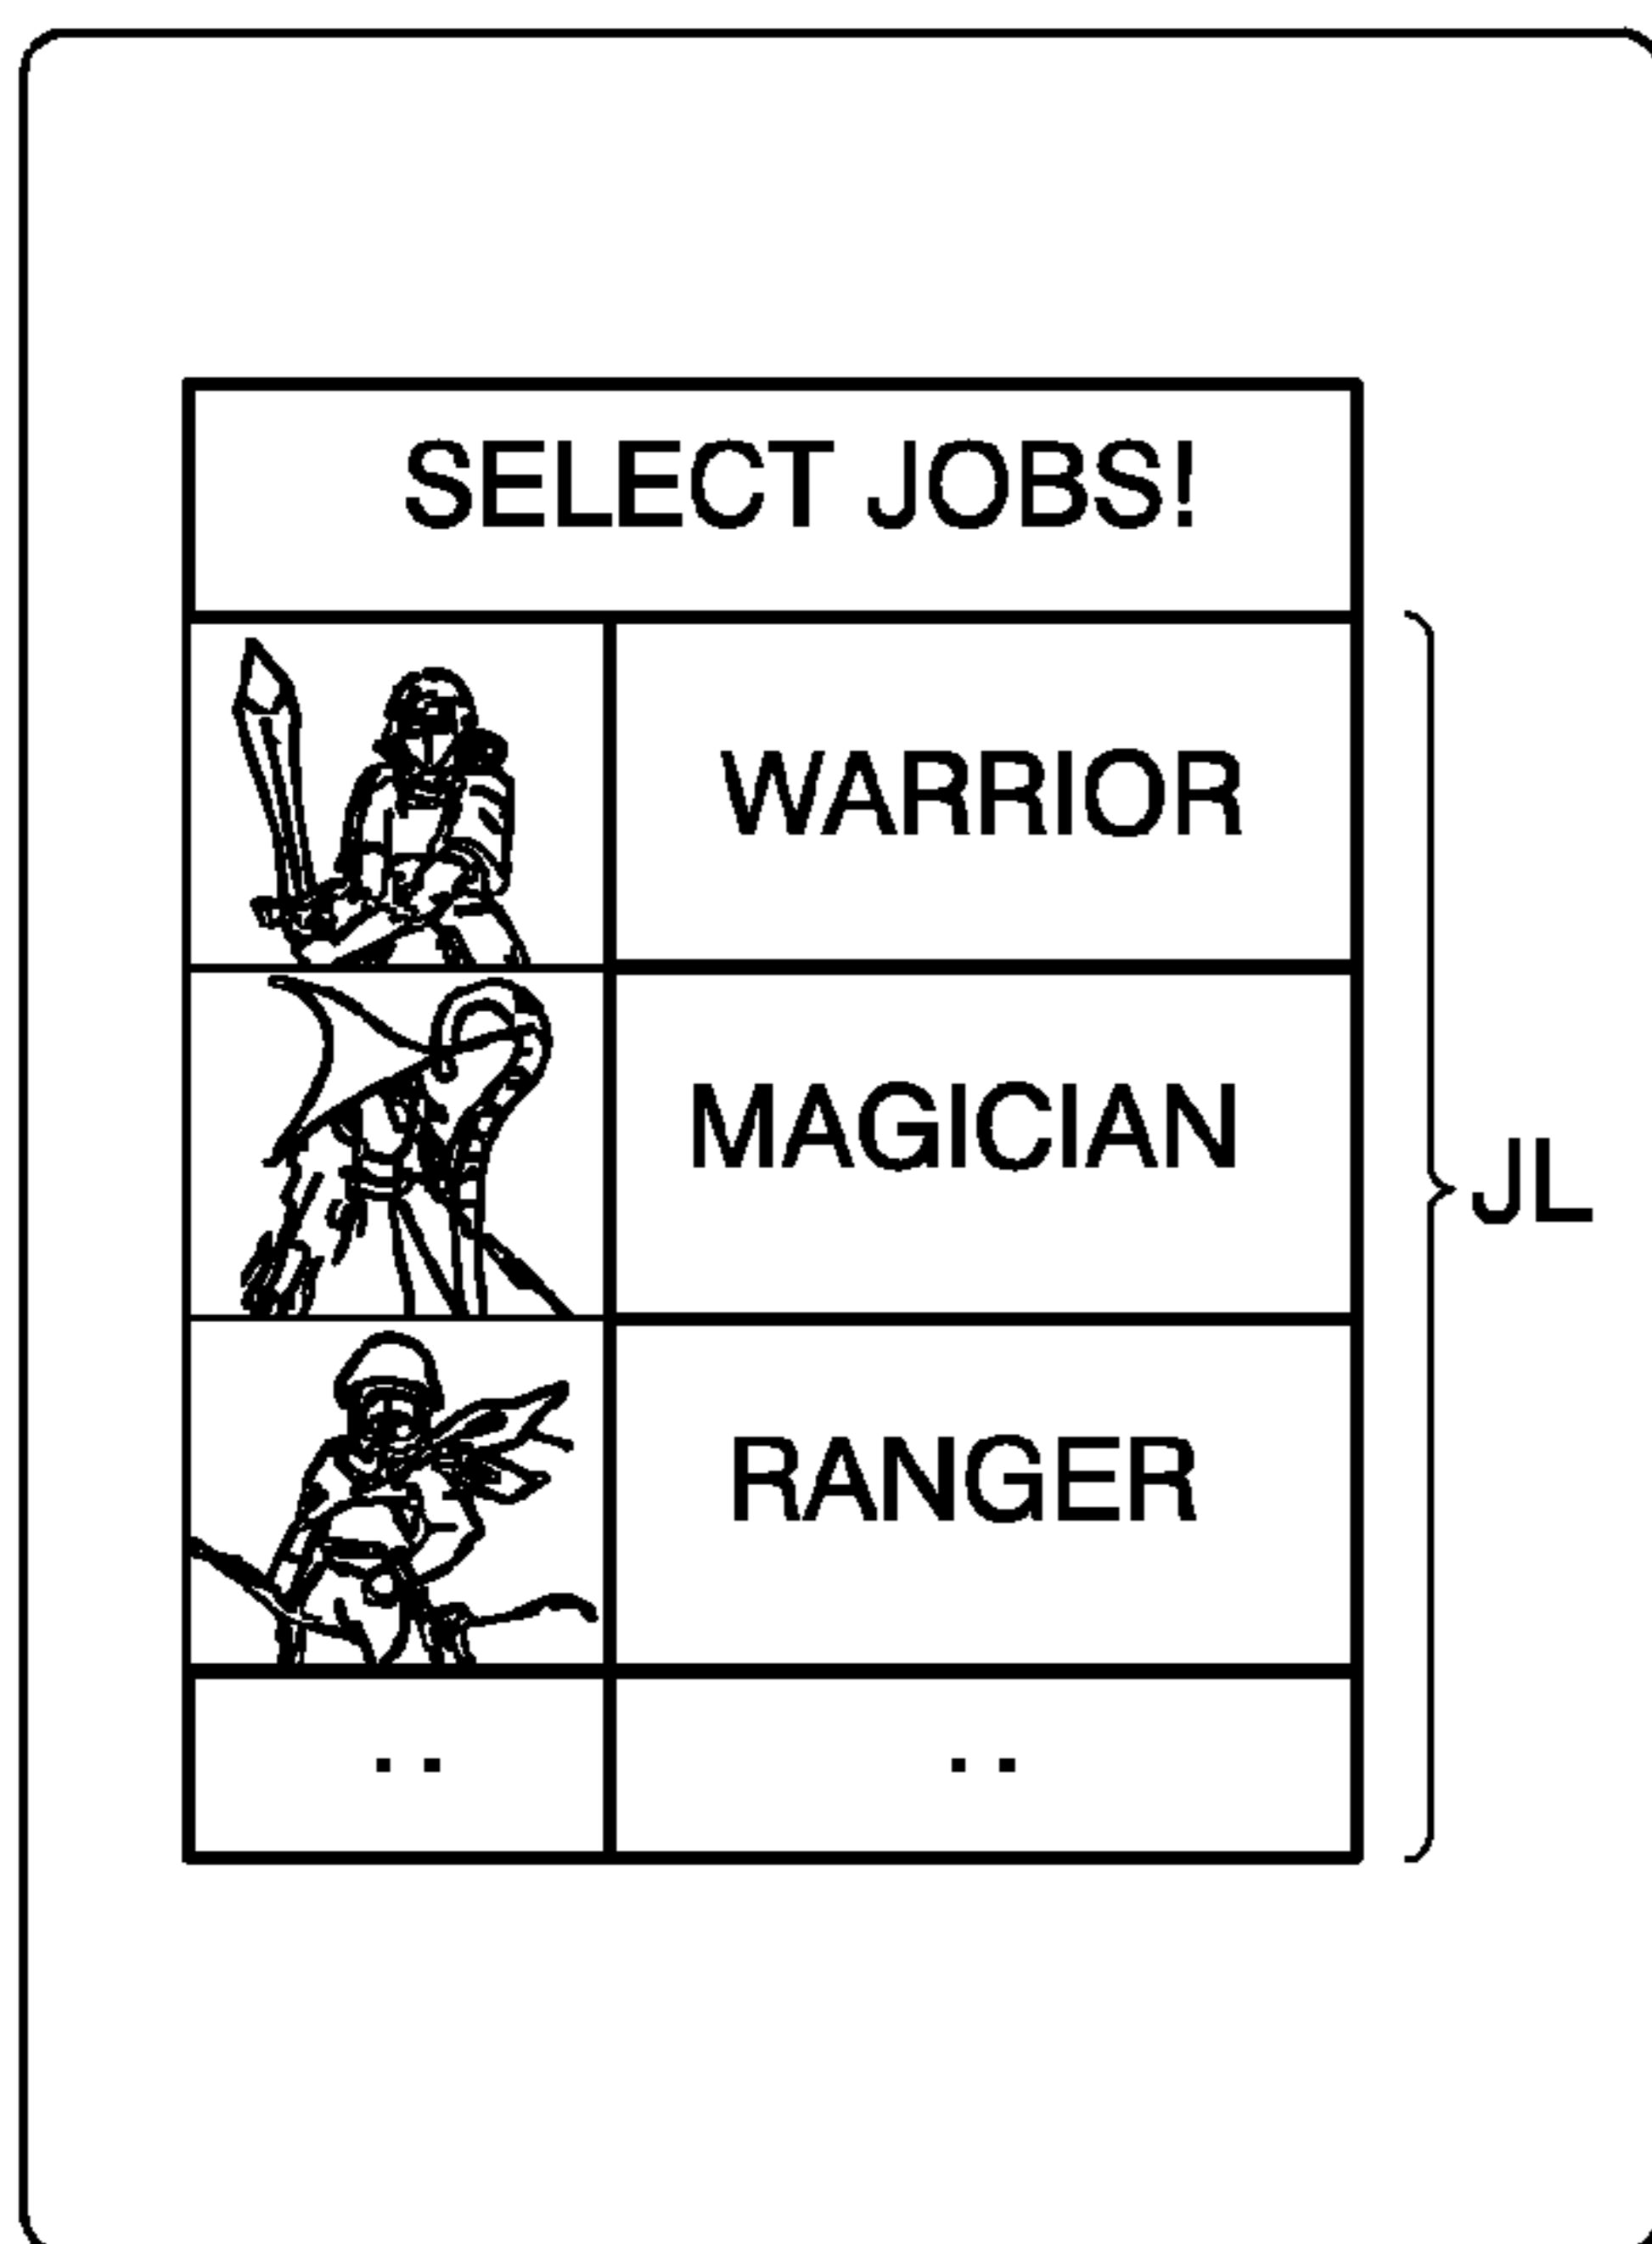 SELECT JOBS!
WARRIOR
MAGICIAN
JL
RANGER
.. ..